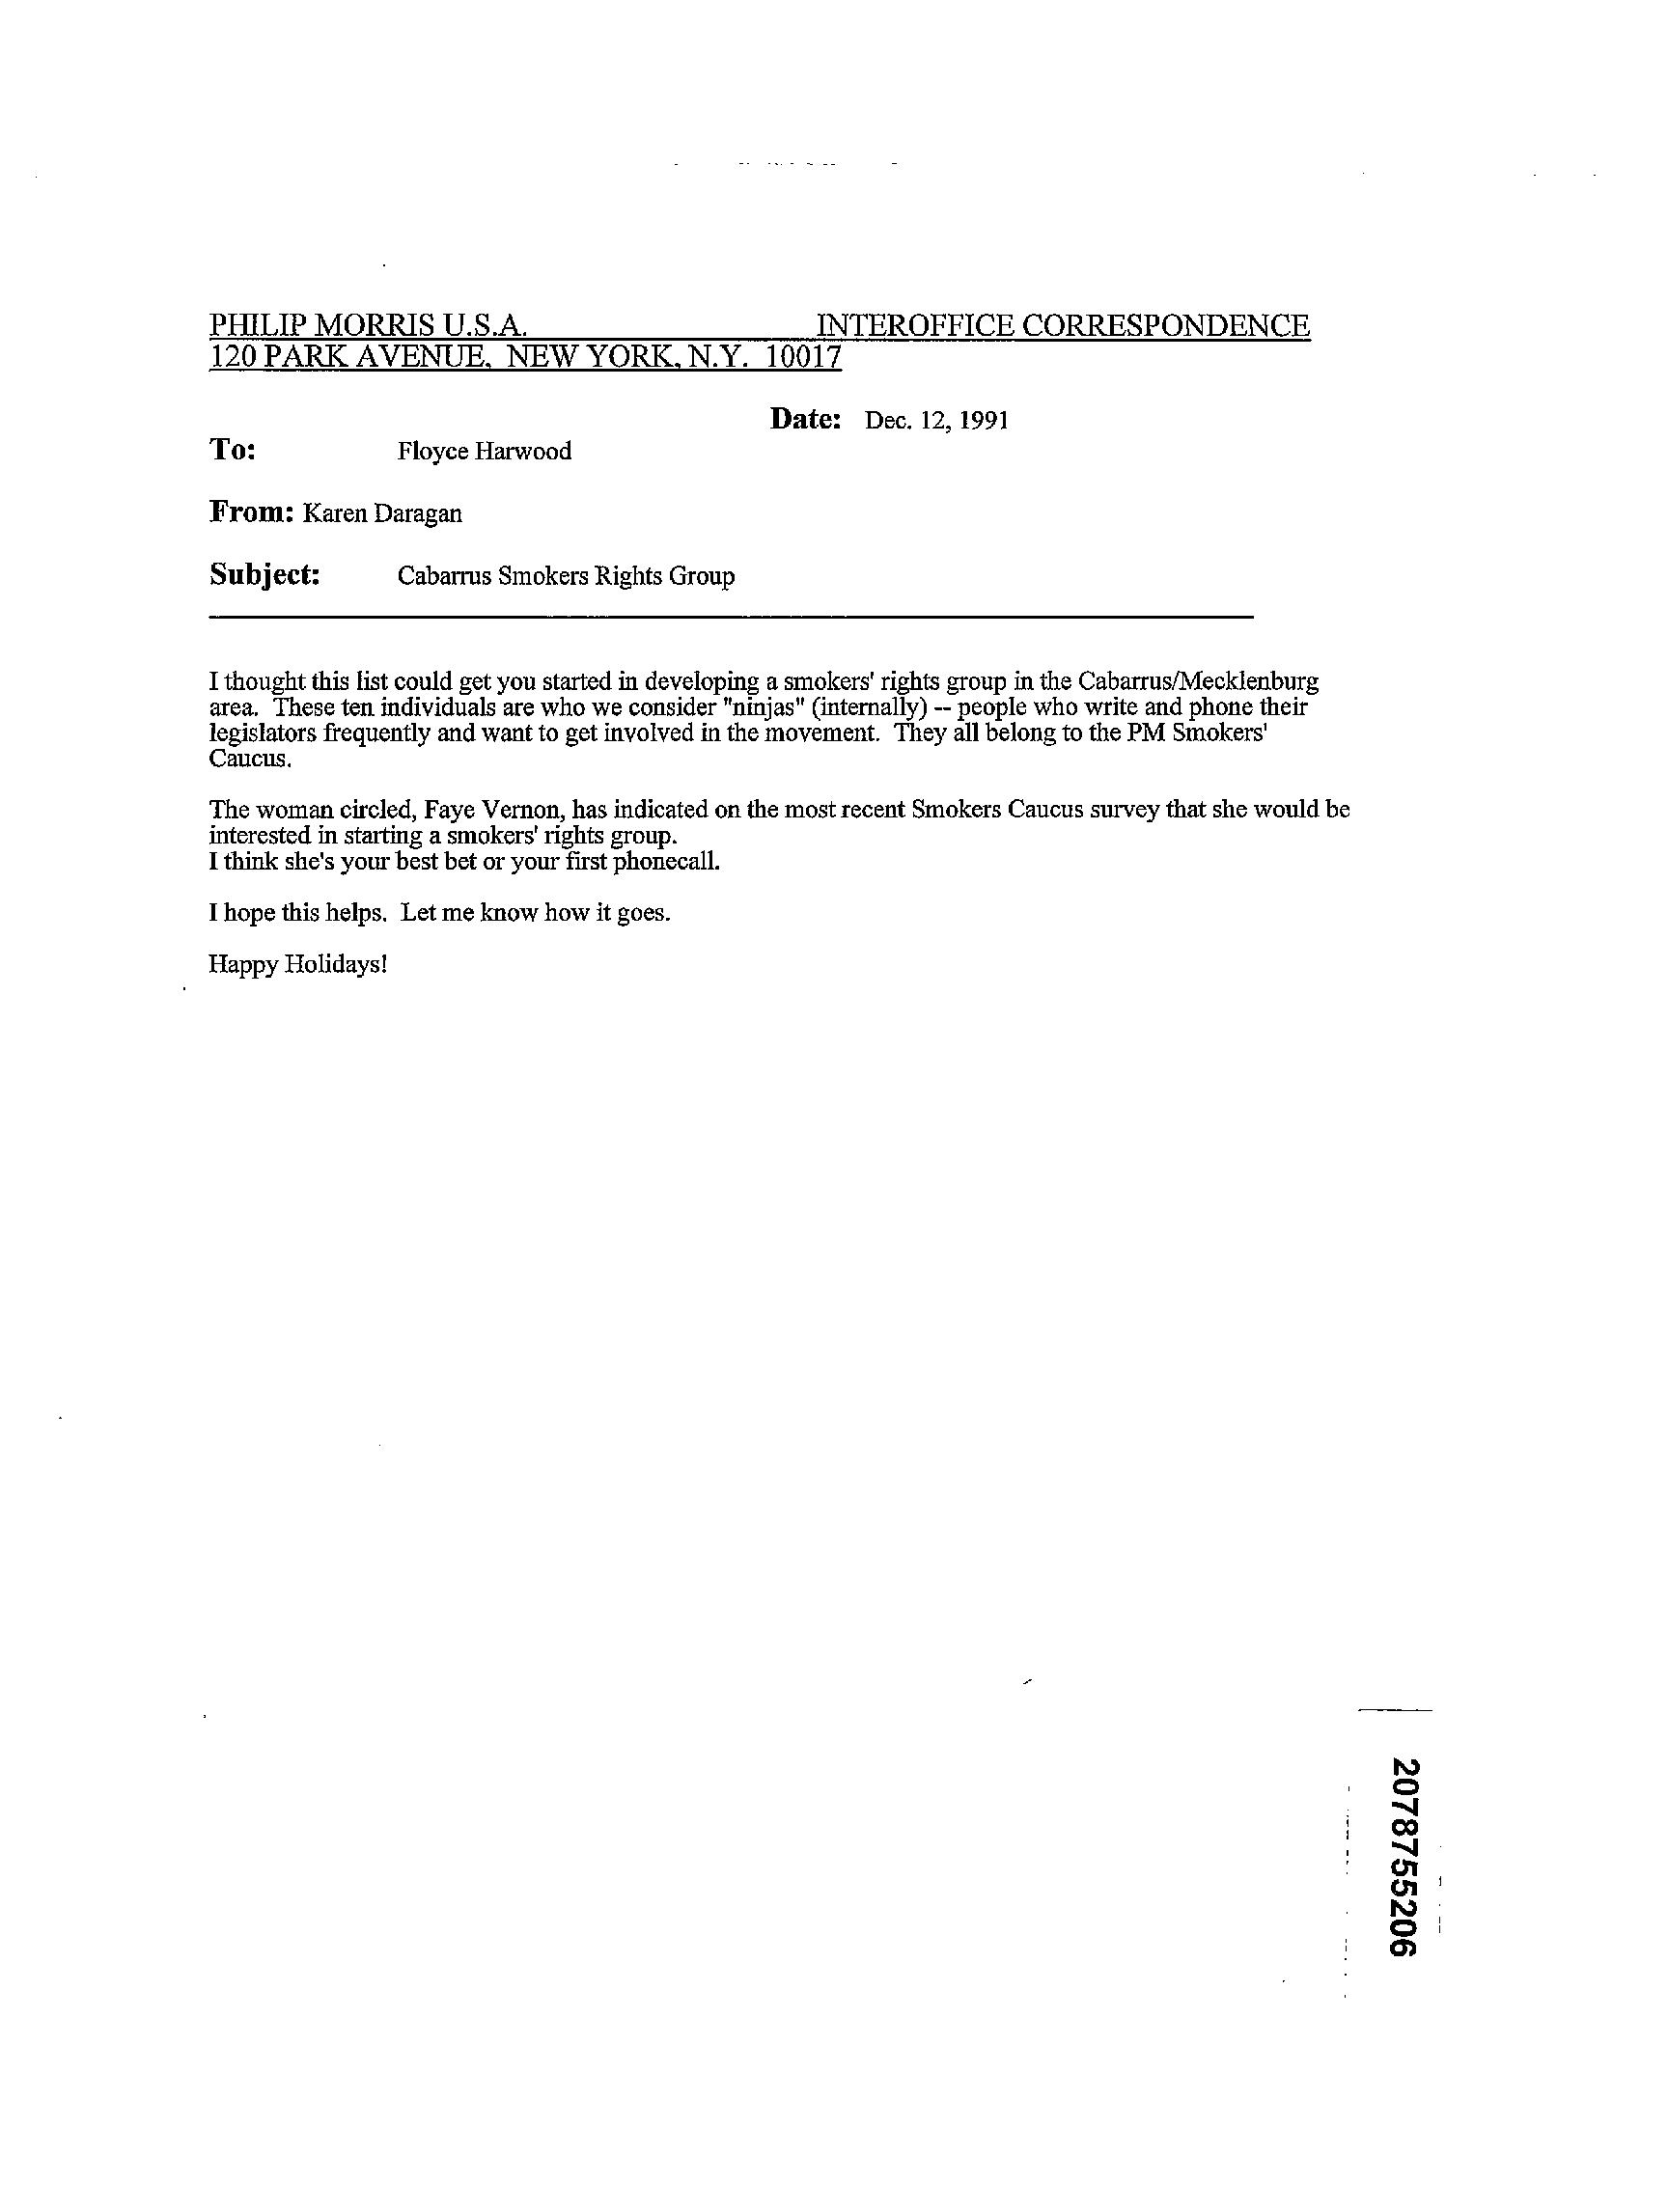 PHILIP MORRIS U.S.A. INTEROFFICE CORRESPONDENCE
120 PARK AVENUE, NEW YORK, N.Y. 10017
Date: Dec. 12, 1991
To: Floyce Harwood
From: Karen Daragan
Subject: Cabarrus Smokers Rights Group
I thought this list could get you started in developing a smokers' rights group in the Cabarrus/Mecklenburg
area. These ten individuals are who we consider "ninjas" (internally) -- people who write and phone their
legislators frequently and want to get involved in the movement. They all belong to the PM Smokers'
Caucus.
The woman circled, Faye Vernon, has indicated on the most recent Smokers Caucus survey that she would be
interested in starting a smokers' rights group.
I think she's your best bet or your first phonecall.
I hope this helps. Let me know how it goes.
Happy Holidays!
2078755206